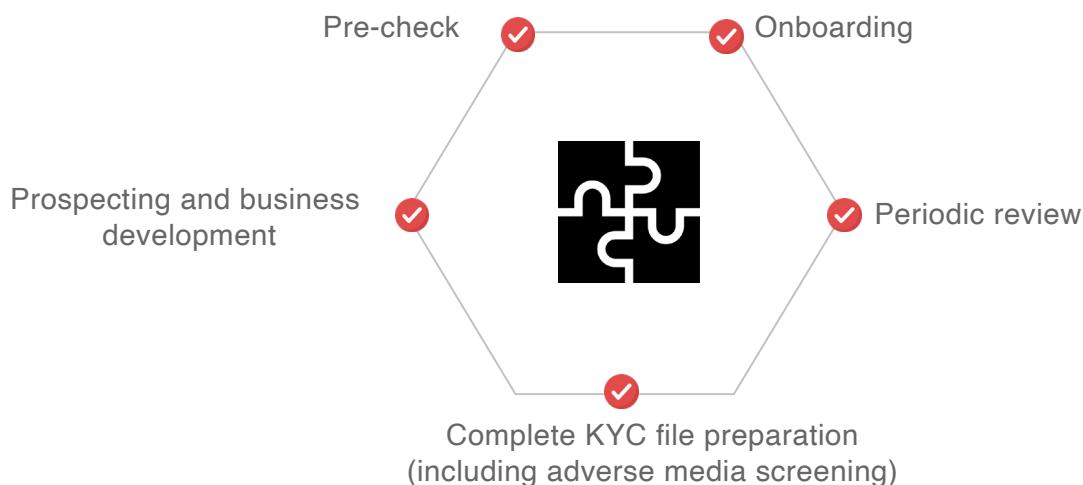 Pre-check
Onboarding
Prospecting and business
development
Periodic review
Complete KYC file preparation
(including adverse media screening)